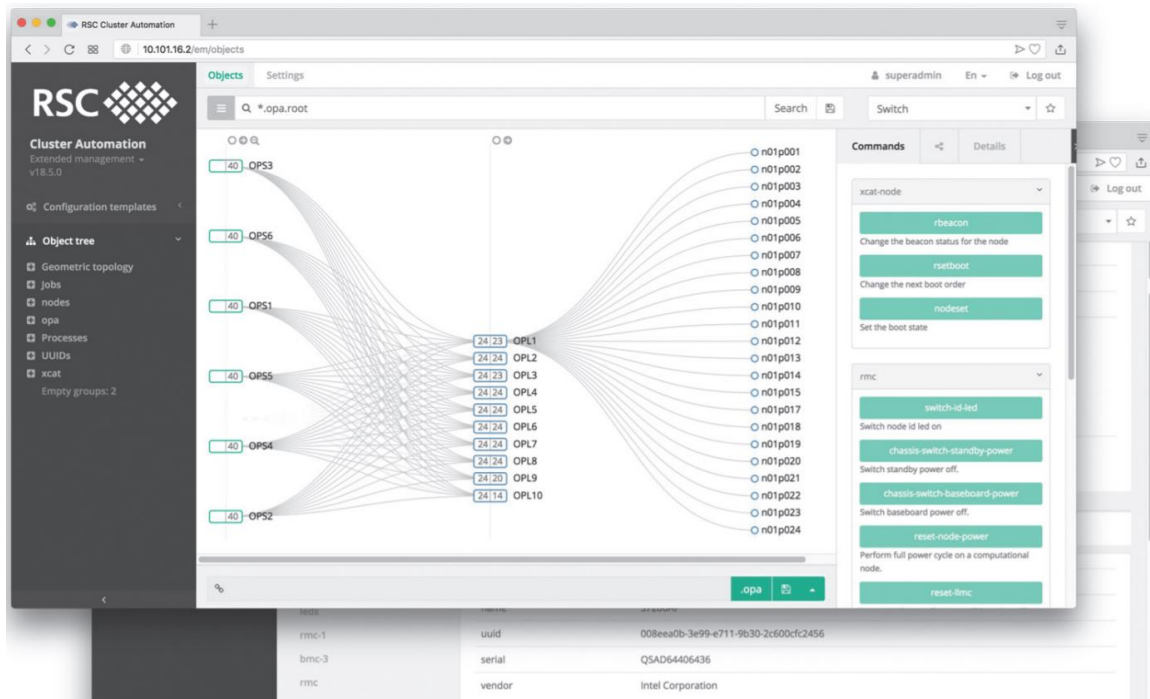 RSC Cluster Automation
10.101.16.2/em/objects
RSC
Cluster Automation
Extended management
v18.5.0
Configuration templates
Object tree
Geometric topology
Jobs
nodes
opa
Processes
UUIDs
xcat
Empty groups: 2
Objects Settings
superadmin En Log out
*.opa.root Search Switch
40 OPS3
40 OPS6
40 OPS1
40 OPS5
40 OPS4
40 OPS2
24 23 OPL1
24 24 OPL2
24 23 OPL3
24 24 OPL4
24 24 OPL5
24 24 OPL6
24 24 OPL7
24 24 OPL8
24 20 OPL9
24 14 OPL10
n01p001
n01p002
n01p003
n01p004
n01p005
n01p006
n01p007
n01p008
n01p009
n01p010
n01p011
n01p012
n01p013
n01p014
n01p015
n01p017
n01p018
n01p019
n01p020
n01p021
n01p022
n01p023
n01p024
.opa
Commands Details
xcat-node
rbeacon
Change the beacon status for the node
rsetboot
Change the next boot order
nodeset
Set the boot state
rmc
switch-id-led
Switch node id led on
chassis-switch-standby-power
Switch standby power off.
chassis-switch-baseboard-power
Switch baseboard power off.
reset-node-power
Perform full power cycle on a computational
node.
reset-llmc
Log out
leds name
rmc-1 uuid 008eea0b-3e99-e711-9b30-2c600cfc2456
bmc-3 serial QSAD64406436
rmc vendor Intel Corporation